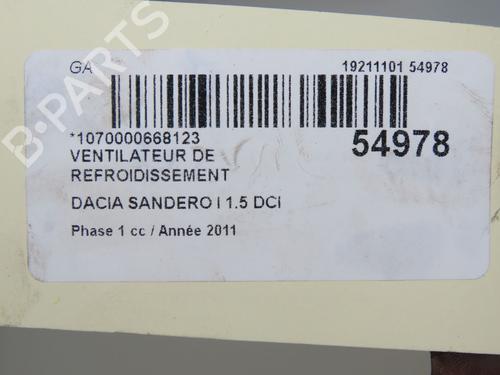 GA 19211101 54978
*1070000668123 54978
VENTILATEUR DE
REFROIDISSEMENT
DACIA SANDERO I 1.5 DCI
Phase 1 cc / Année 2011
B-PARTS